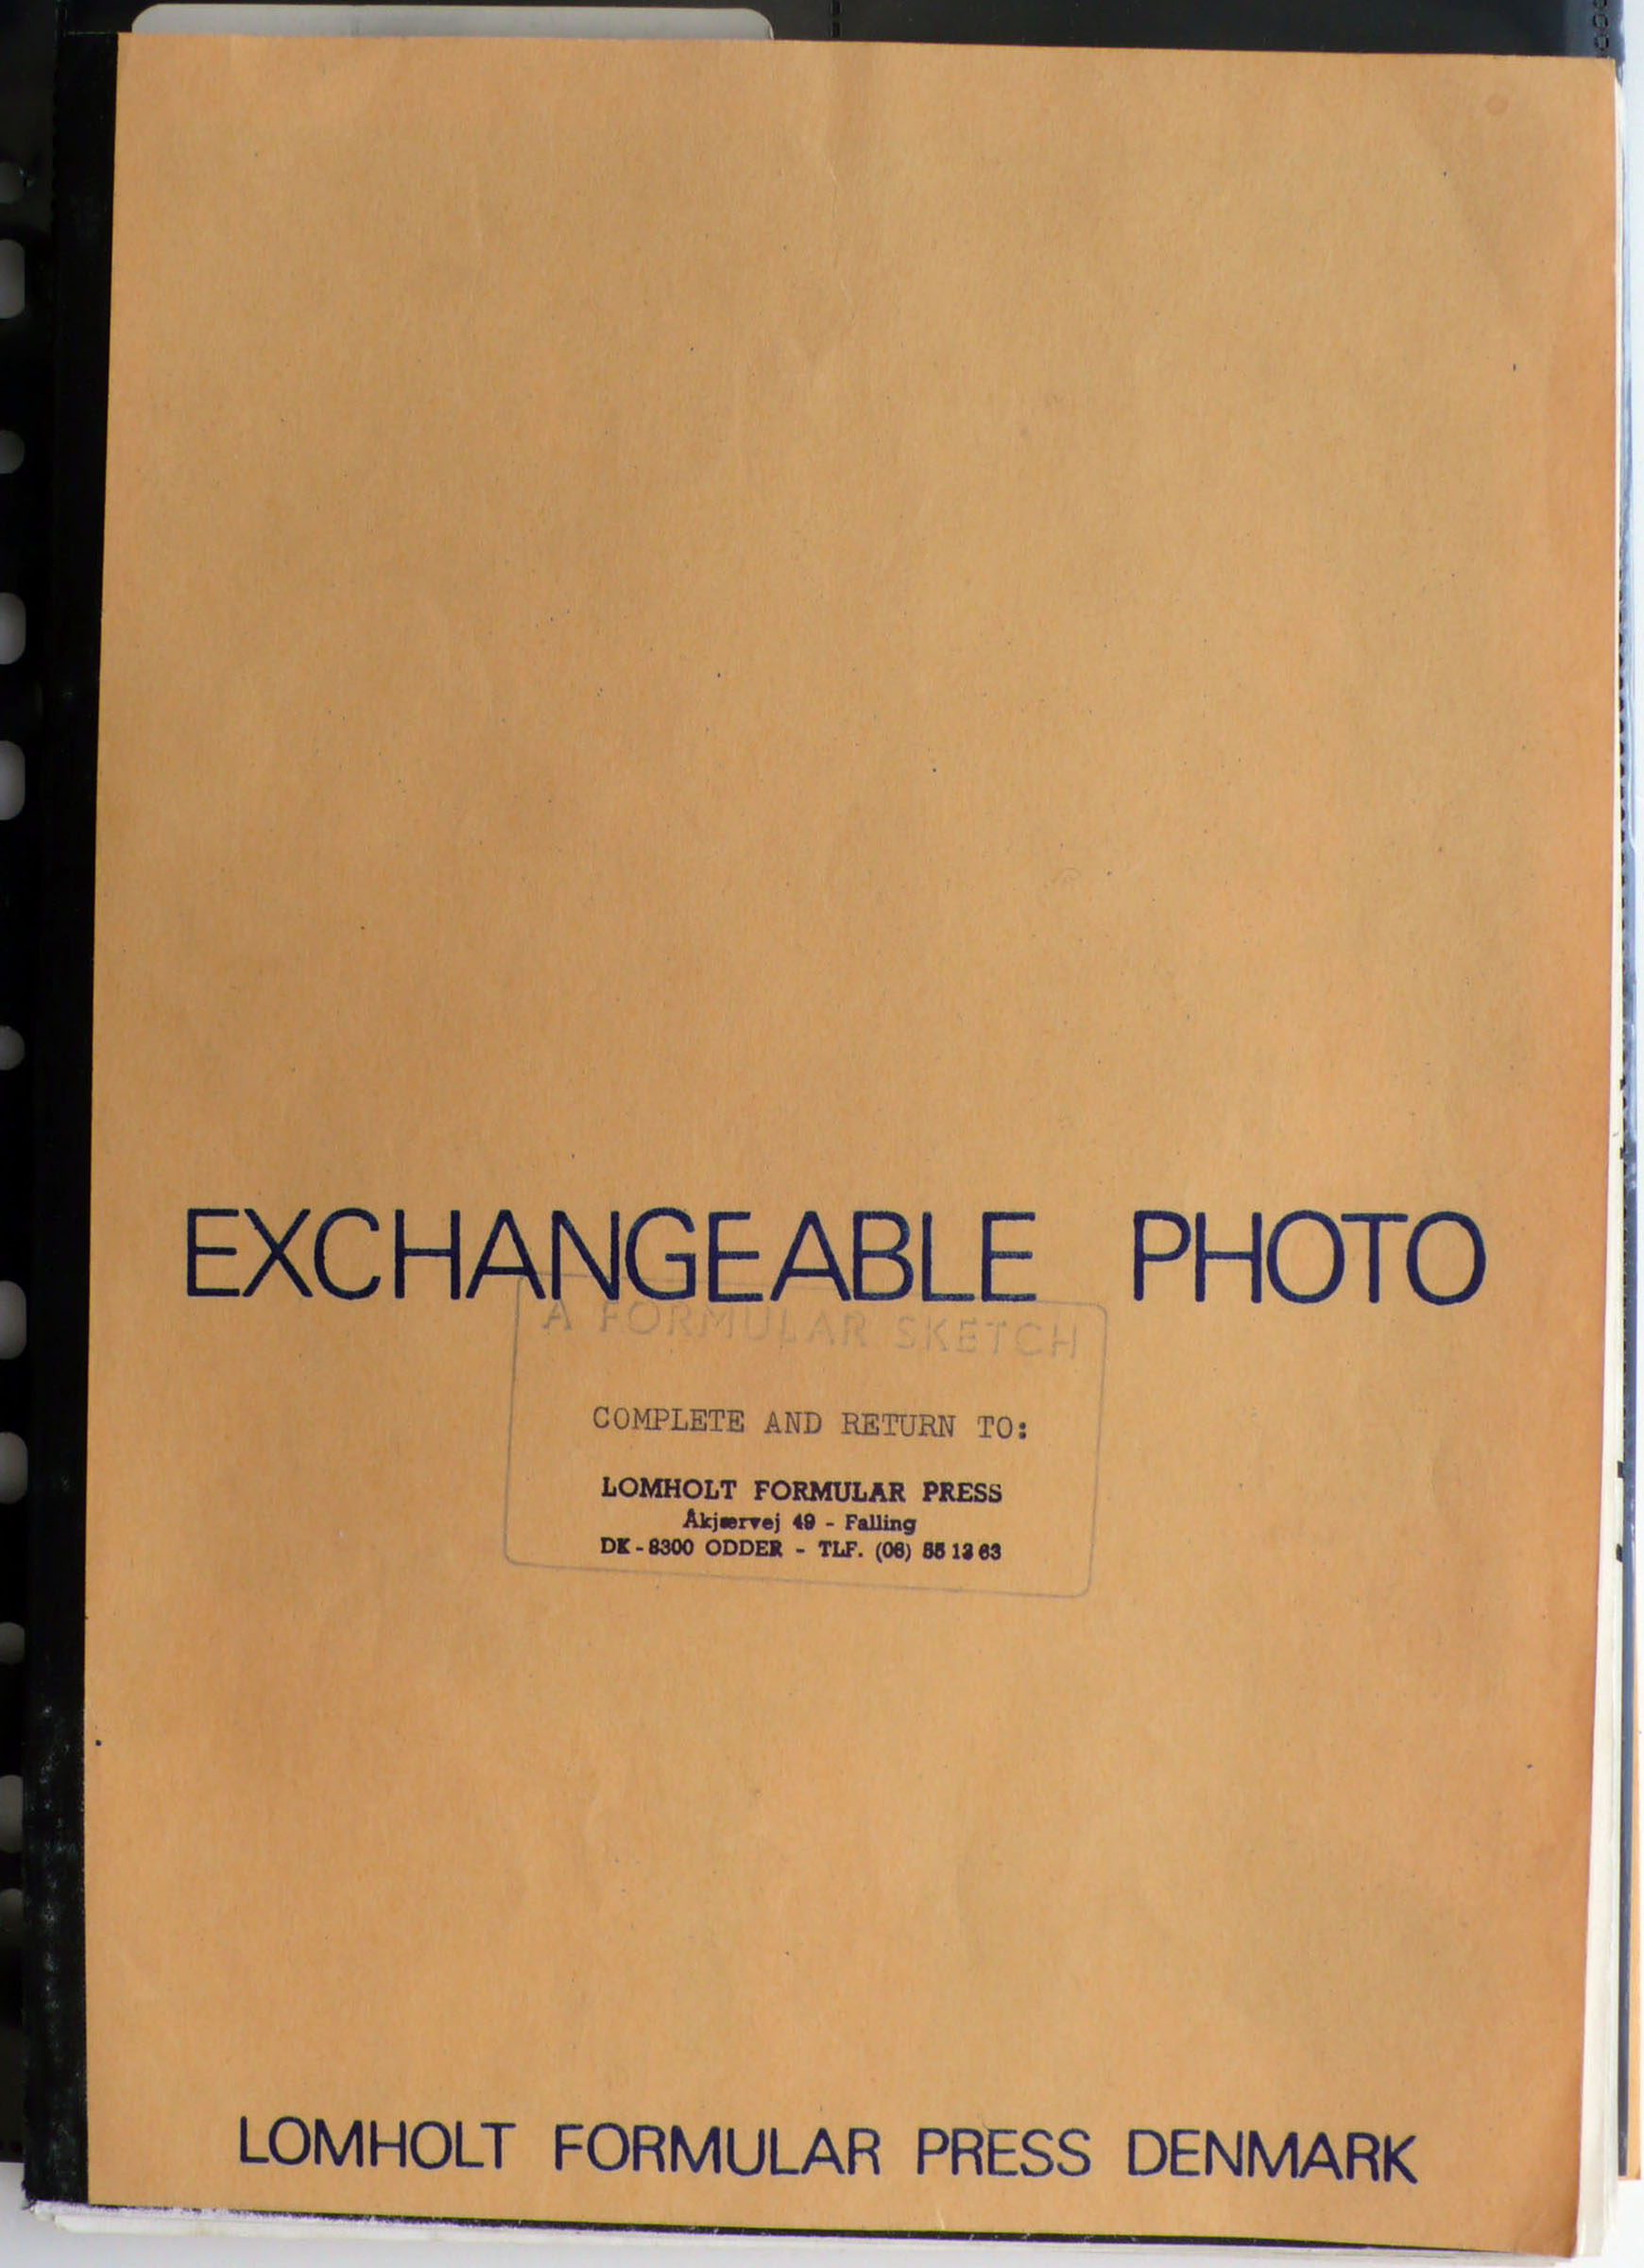 EXCHANGEABLE PHOTO
A FORMULAR SKETCH
COMPLETE AND RETURN TO:
LOMHOLT FORMULAR PRESS
Åkjærvej 49 - Falling
DK-8300 ODDER - TLF. (06) 55 13 63
LOMHOLT FORMULAR PRESS DENMARK